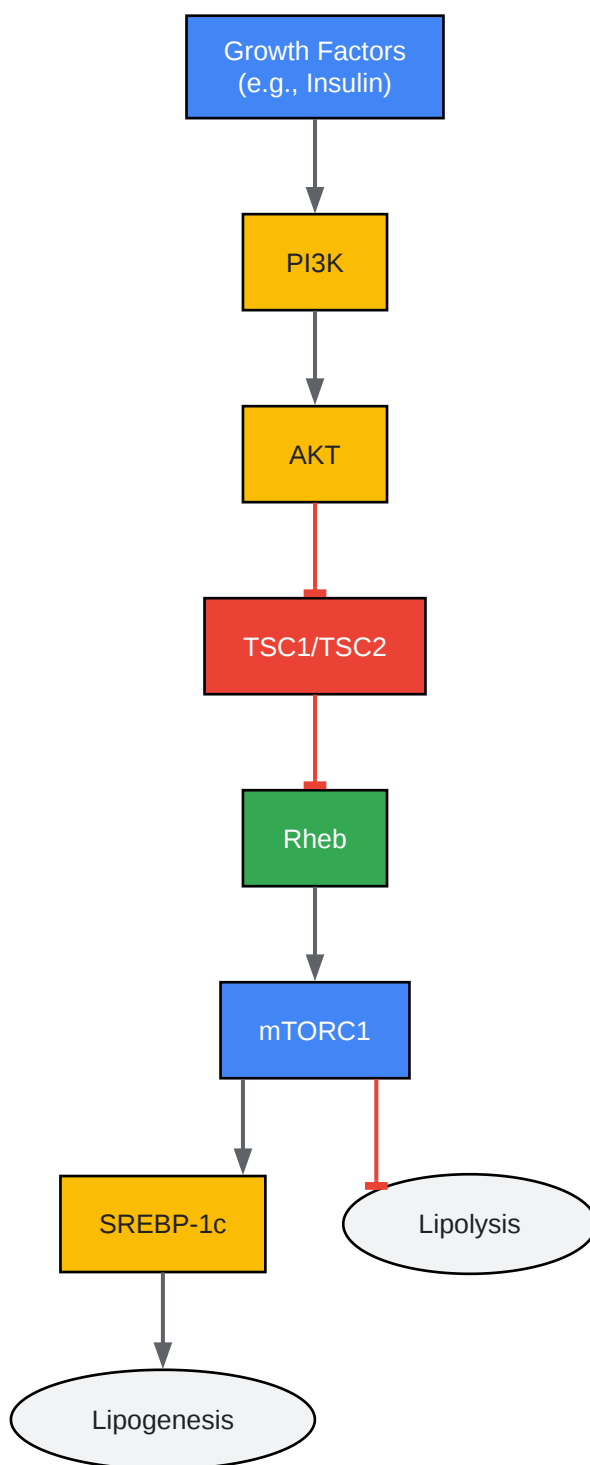 Growth Factors
(e.g., Insulin)
PI3K
AKT
TSC1/TSC2
Rheb
mTORC1
SREBP-1c
Lipolysis
Lipogenesis